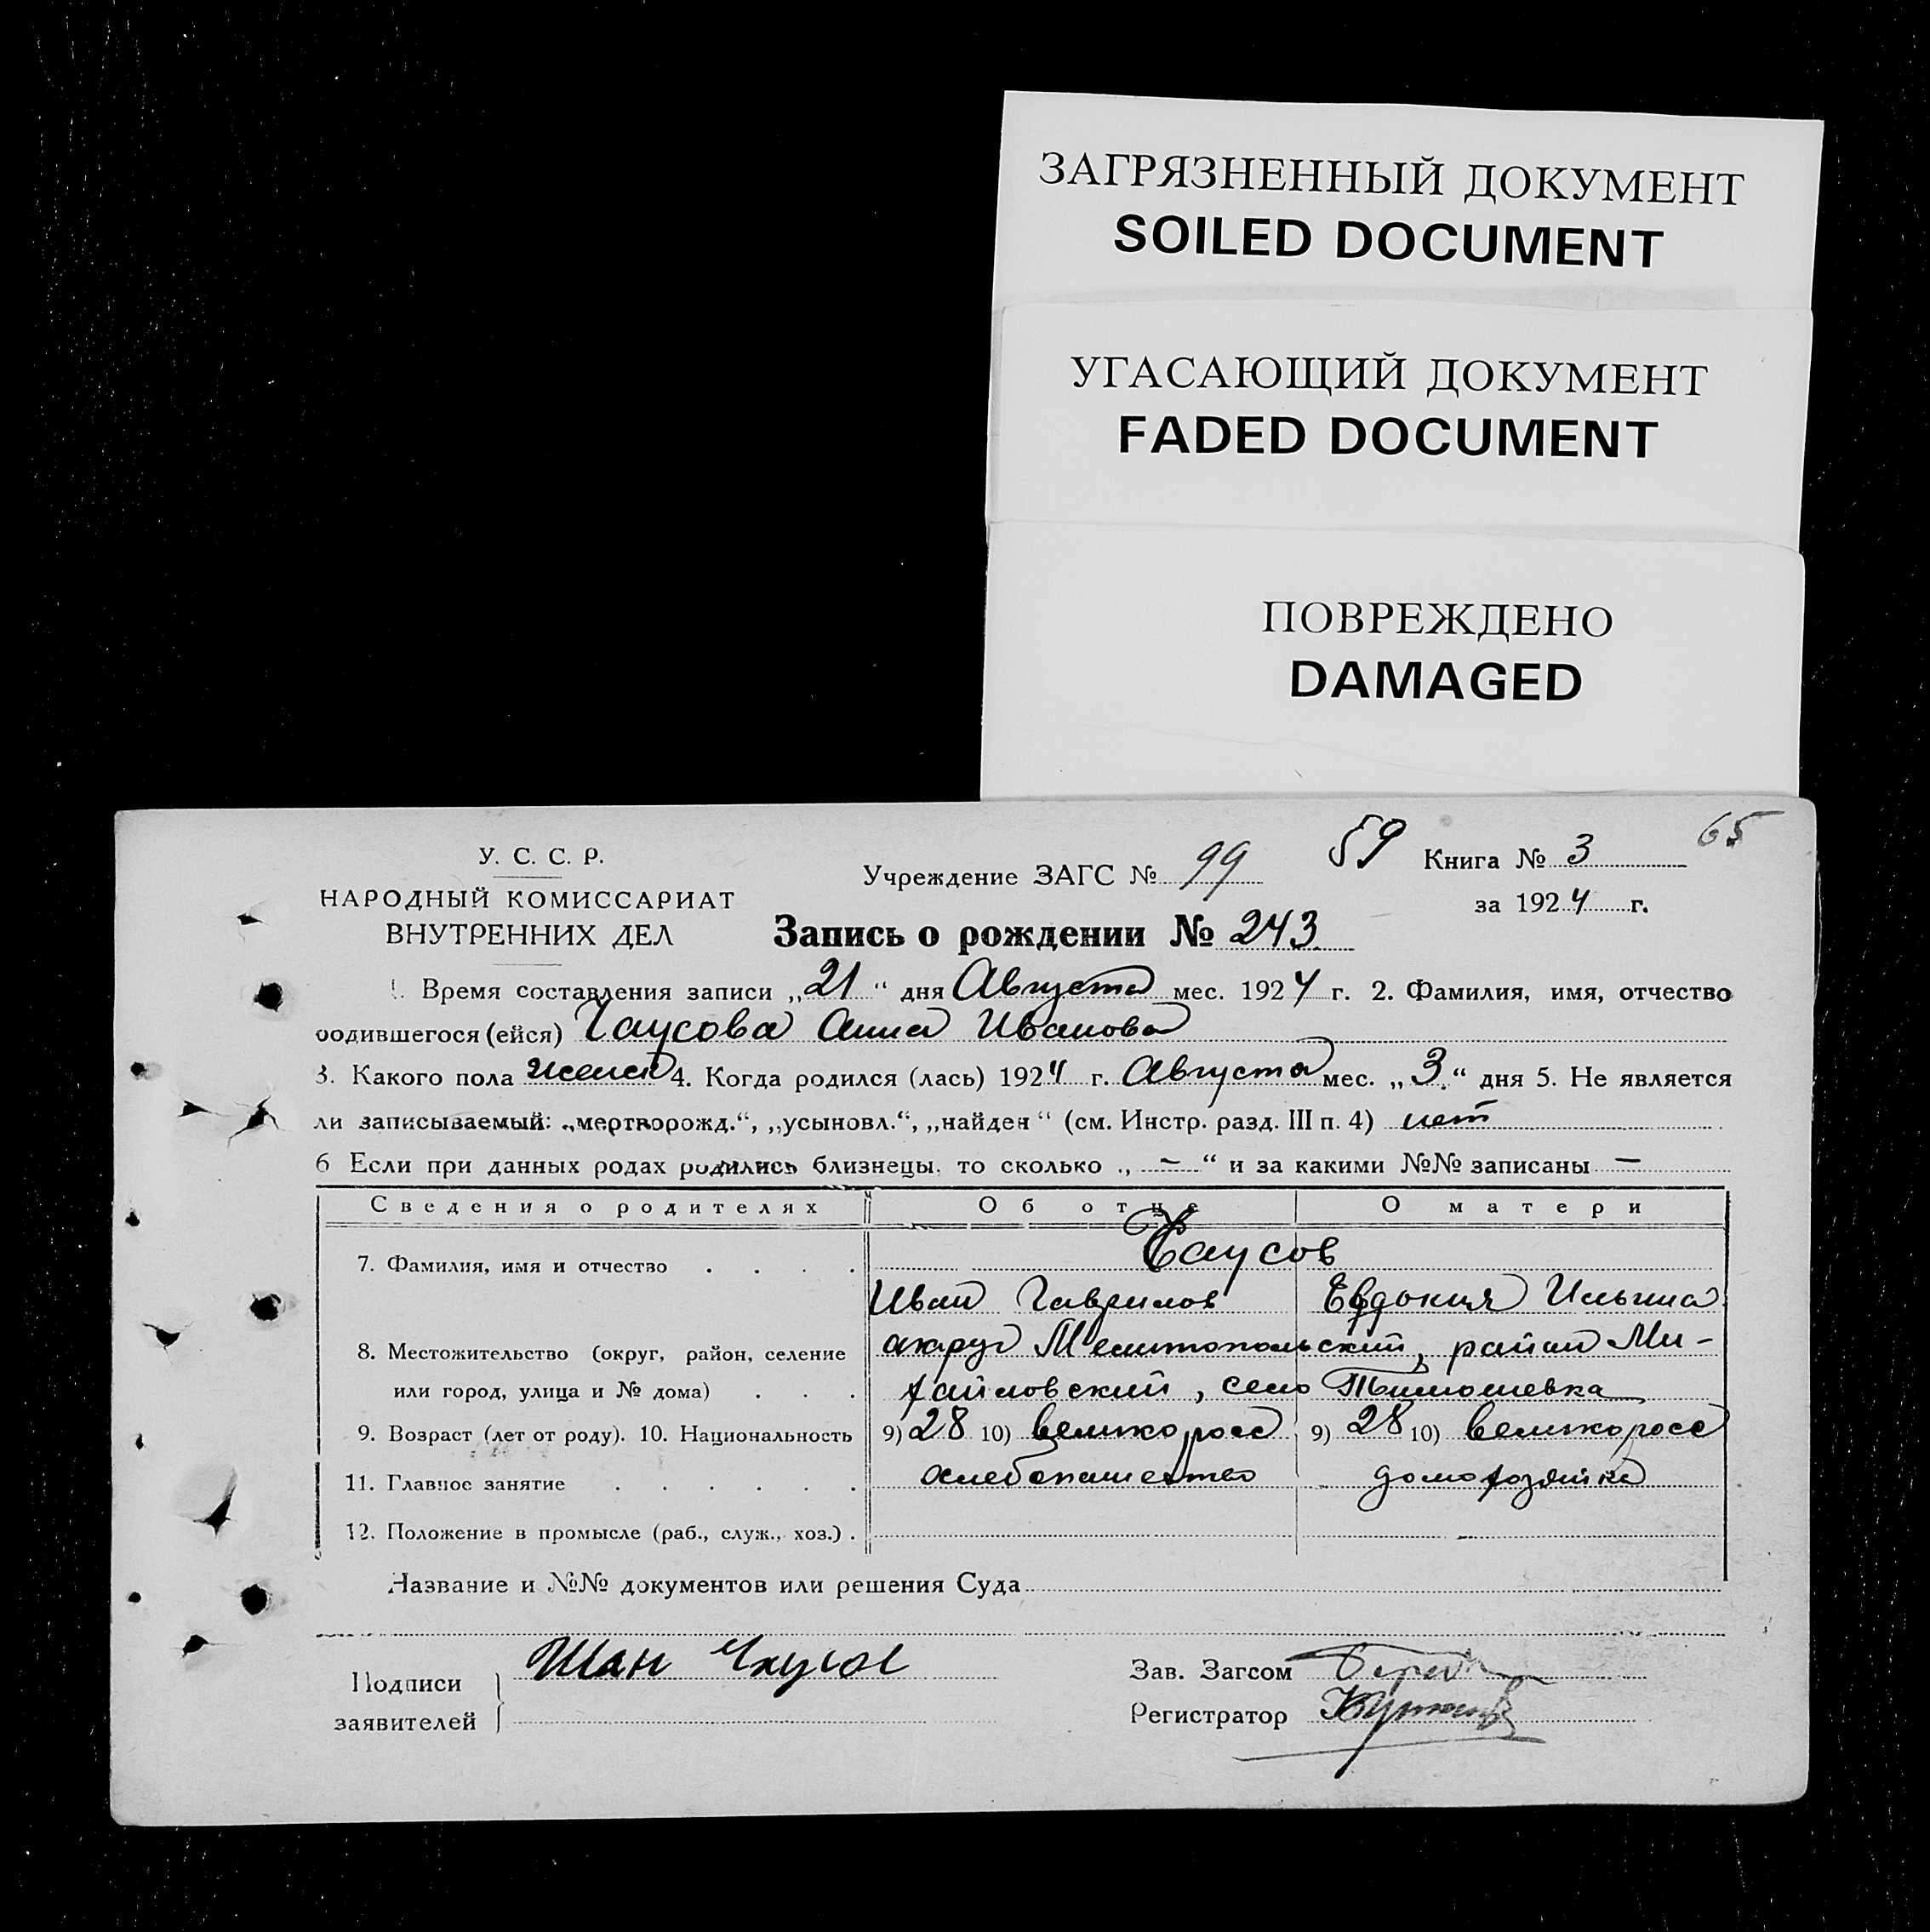 ЗАГРЯЗНЕННЫЙ ДОКУМЕНТ
SOILED DOCUMENT
УГАСАЮЩИЙ ДОКУМЕНТ
FADED DOCUMENT
ПОВРЕЖДЕНО
DAMAGED
65
У. С. С. Р.
НАРОДНЫЙ КОМИССАРИАТ
ВНУТРЕННИХ ДЕЛ
Учреждение ЗАГС № 99
59
Книга № 3
за 1924 г.
Запись о рождении № 243
1. Время составления записи „21“ дня Августа мес. 1924 г. 2. Фамилия, имя, отчество
родившегося (ейся) Чаусова Анна Иванова
3. Какого пола женск 4. Когда родился (лась) 1924 г. Августа мес. „3.“ дня 5. Не является
ли записываемый: „мертворожд.“, „усыновл.“, „найден“ (см. Инстр. разд. III п. 4) нет
6 Если при данных родах родились близнецы, то сколько „—“ и за какими №№ записаны —
Сведения о родителях Об отце О матери
7. Фамилия, имя и отчество . . . . Чаусов
Иван Гаврилов Евдокия Ильина
8. Местожительство (округ, район, селение округ Мелитопольский, район Ми-
или город, улица и № дома) . . . хайловский, село Тимошевка
9. Возраст (лет от роду). 10. Национальность 9) 28 10) великоросс 9) 28 10) великоросс
11. Главное занятие . . . . . . хлебопашество домохозяйка
12. Положение в промысле (раб., служ., хоз.) .
Название и №№ документов или решения Суда
Подписи
заявителей
Иван Чаусов
Зав. Загсом
Регистратор